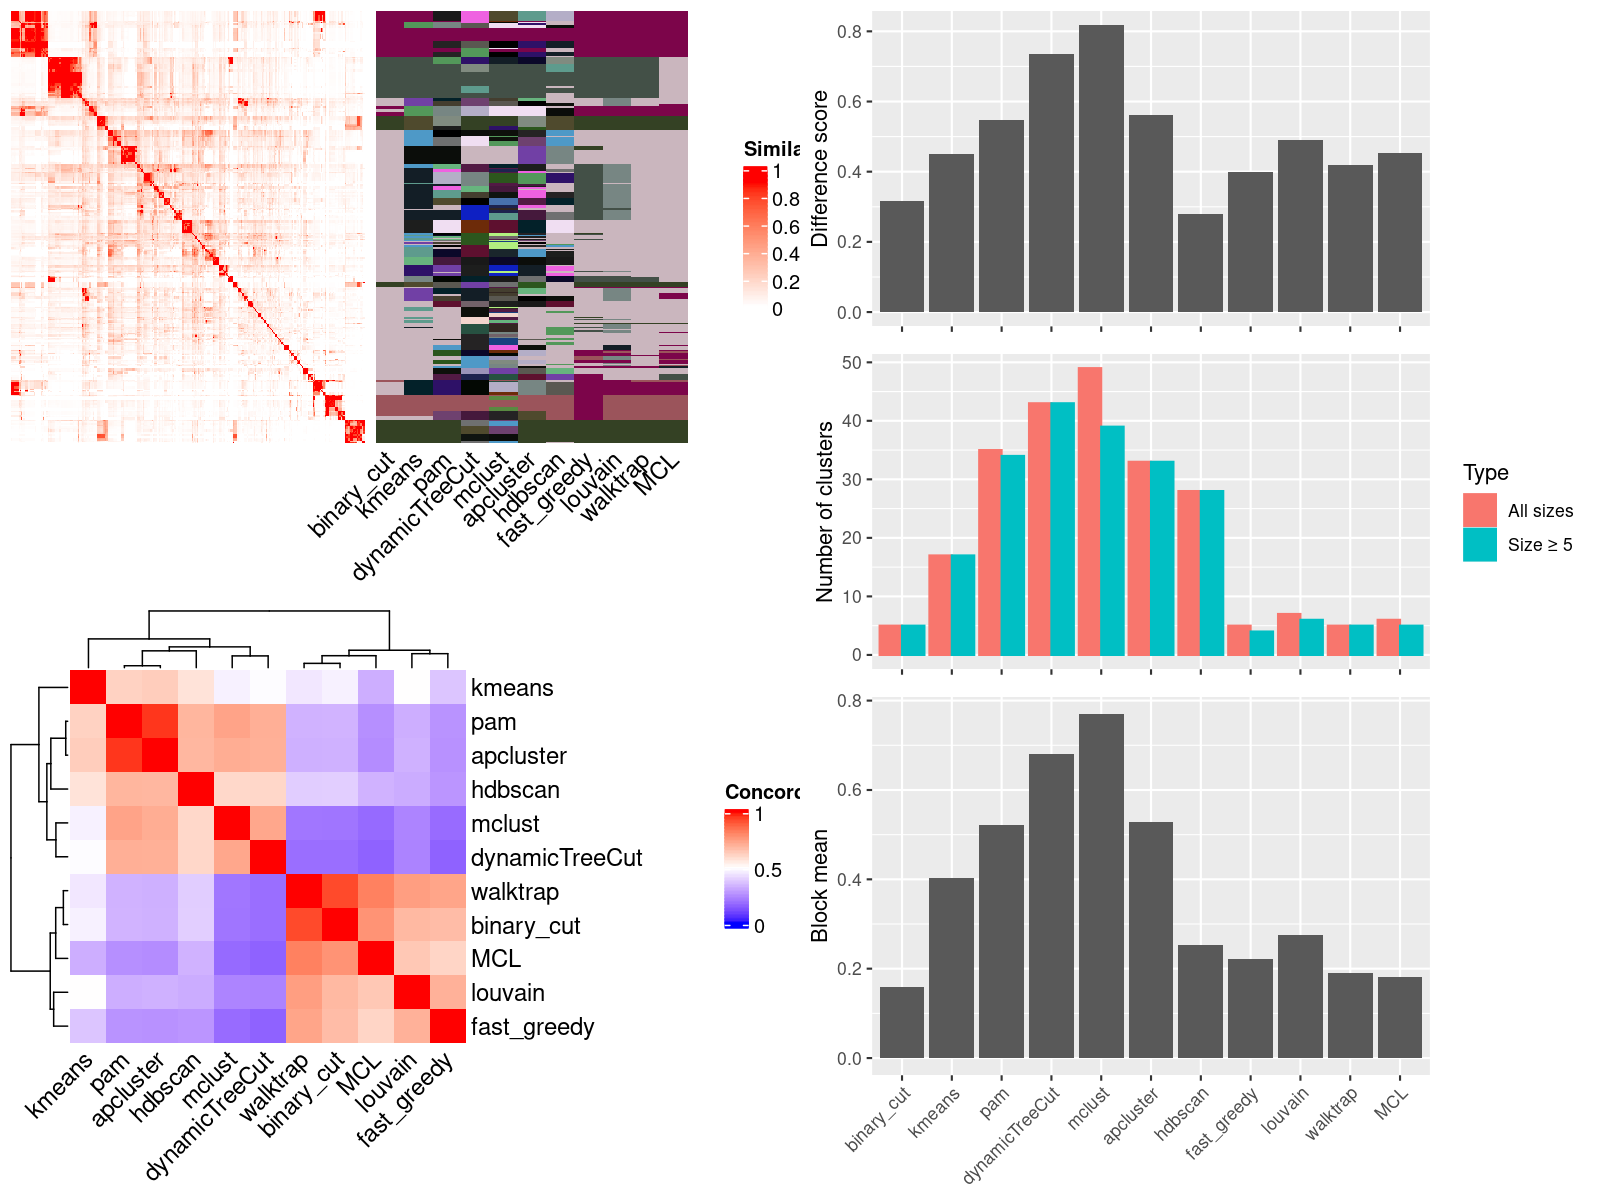 Simila
1
0.8
0.6
0.4
0.2
0
binary_cut
kmeans
pam
dynamicTreeCut
mclust
apcluster
hdbscan
fast_greedy
louvain
walktrap
MCL
kmeans
pam
apcluster
hdbscan
mclust
dynamicTreeCut
walktrap
binary_cut
MCL
louvain
fast_greedy
kmeans
pam
apcluster
hdbscan
mclust
dynamicTreeCut
walktrap
binary_cut
MCL
louvain
fast_greedy
Concord
1
0.5
0
Difference score
0.8
0.6
0.4
0.2
0.0
Number of clusters
50
40
30
20
10
0
Type
All sizes
Size ≥ 5
Block mean
0.8
0.6
0.4
0.2
0.0
binary_cut
kmeans
pam
dynamicTreeCut
mclust
apcluster
hdbscan
fast_greedy
louvain
walktrap
MCL